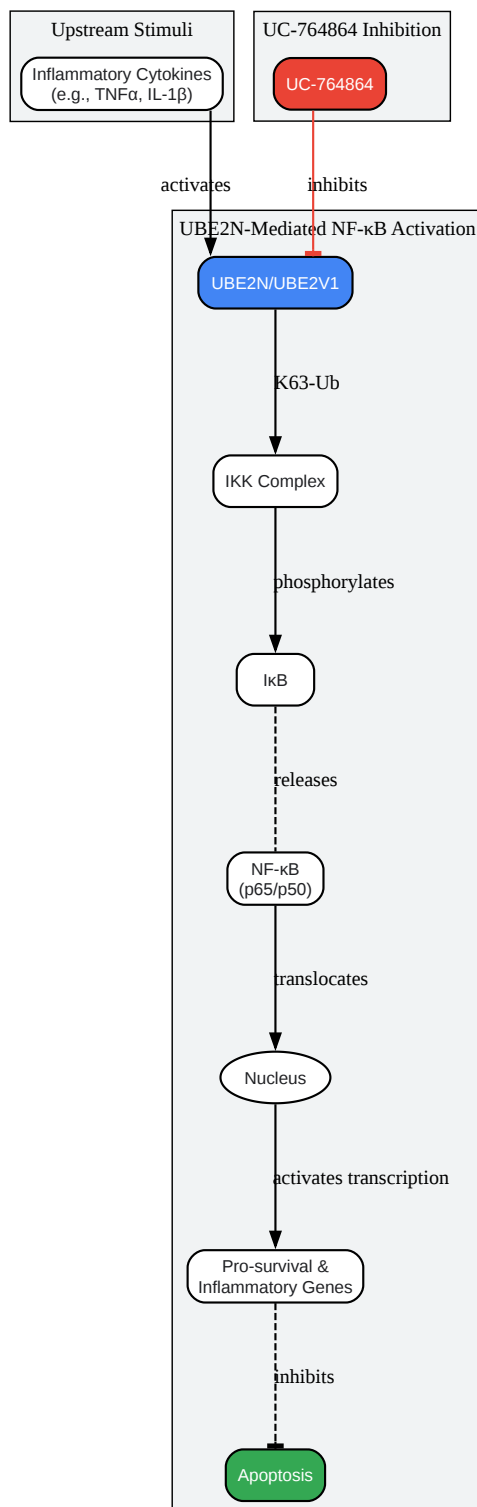 Upstream Stimuli
UC-764864 Inhibition
Inflammatory Cytokines
(e.g., TNFα, IL-1β)
UC-764864
activates
inhibits
UBE2N-Mediated NF-κB Activation
UBE2N/UBE2V1
K63-Ub
IKK Complex
phosphorylates
IκB
releases
NF-κB
(p65/p50)
translocates
Nucleus
activates transcription
Pro-survival &
Inflammatory Genes
inhibits
Apoptosis